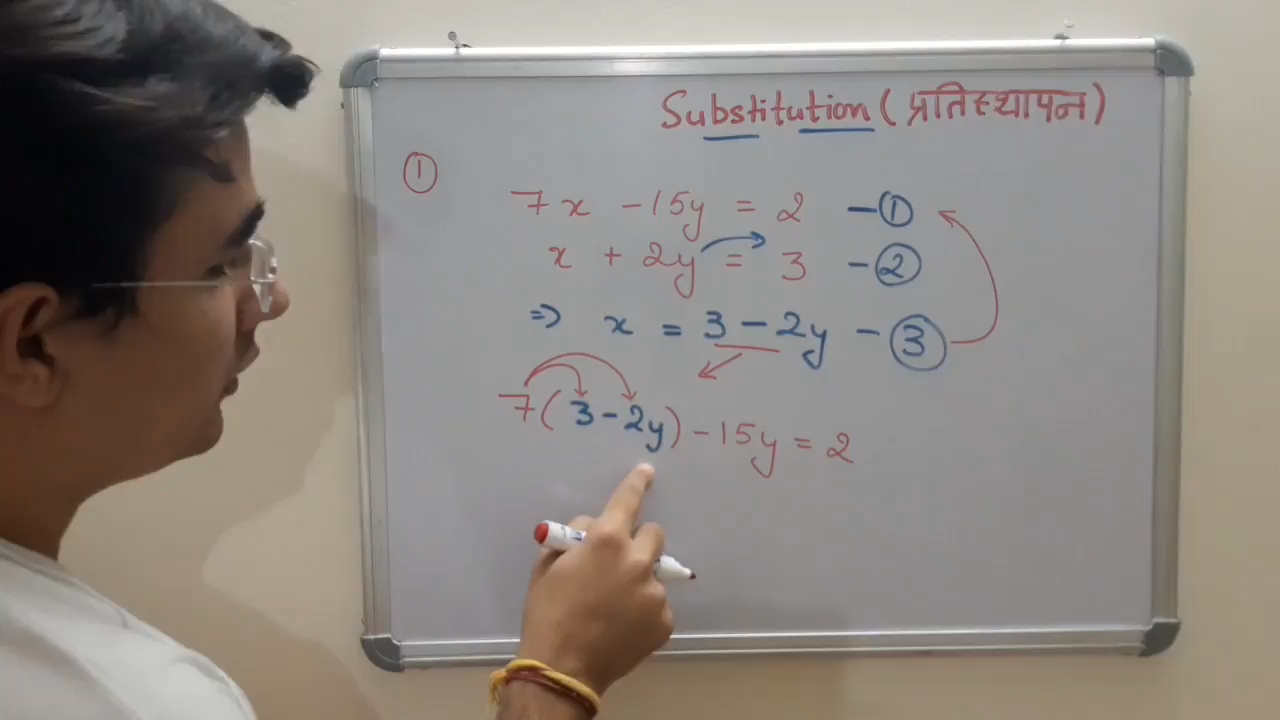 Substitution (प्रतिस्थापन)
①
7x - 15y = 2 - ①
x + 2y = 3 - ②
⇒ x = 3 - 2y - ③
7(3 - 2y) - 15y = 2